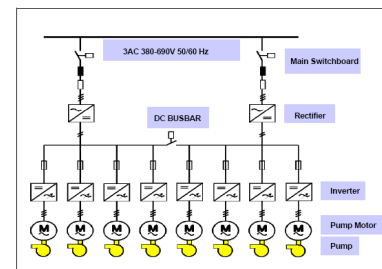 3AC 380-690V 50/60 Hz
Main Switchboard
Rectifier
DC BUSBAR
Inverter
M M M M M M M M
Pump Motor
Pump